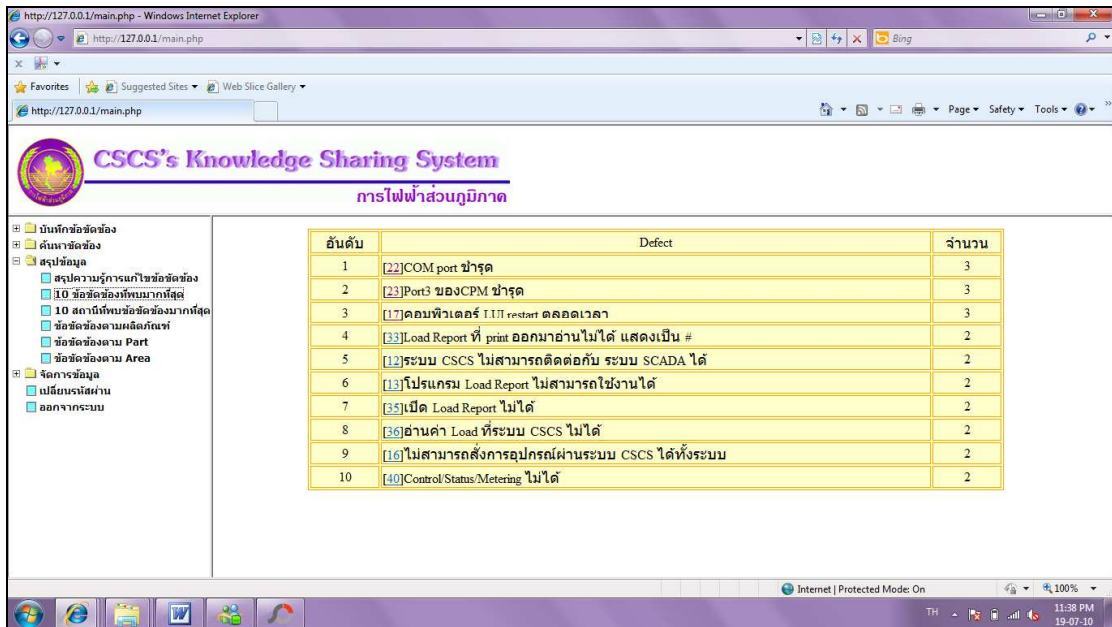 http://127.0.0.1/main.php - Windows Internet Explorer
http://127.0.0.1/main.php
Bing
Favorites Suggested Sites Web Slice Gallery
http://127.0.0.1/main.php
Page Safety Tools
CSCS's Knowledge Sharing System
การไฟฟ้าส่วนภูมิภาค
บันทึกข้อขัดข้อง
ค้นหาขัดข้อง
สรุปข้อมูล
สรุปความรู้การแก้ไขข้อขัดข้อง
10 ข้อขัดข้องที่พบมากที่สุด
10 สถานีที่พบข้อขัดข้องมากที่สุด
ข้อขัดข้องตามผลิตภัณฑ์
ข้อขัดข้องตาม Part
ข้อขัดข้องตาม Area
จัดการข้อมูล
เปลี่ยนรหัสผ่าน
ออกจากระบบ
อันดับ Defect จำนวน
1 [22]COM port ชำรุด 3
2 [23]Port3 ของCPM ชำรุด 3
3 [17]คอมพิวเตอร์ LUI restart ตลอดเวลา 3
4 [33]Load Report ที่ print ออกมาอ่านไม่ได้ แสดงเป็น # 2
5 [12]ระบบ CSCS ไม่สามารถติดต่อกับ ระบบ SCADA ได้ 2
6 [13]โปรแกรม Load Report ไม่สามารถใช้งานได้ 2
7 [35]เปิด Load Report ไม่ได้ 2
8 [36]อ่านค่า Load ที่ระบบ CSCS ไม่ได้ 2
9 [16]ไม่สามารถสั่งการอุปกรณ์ผ่านระบบ CSCS ได้ทั้งระบบ 2
10 [40]Control/Status/Metering ไม่ได้ 2
Internet | Protected Mode: On
100%
TH
11:38 PM
19-07-10